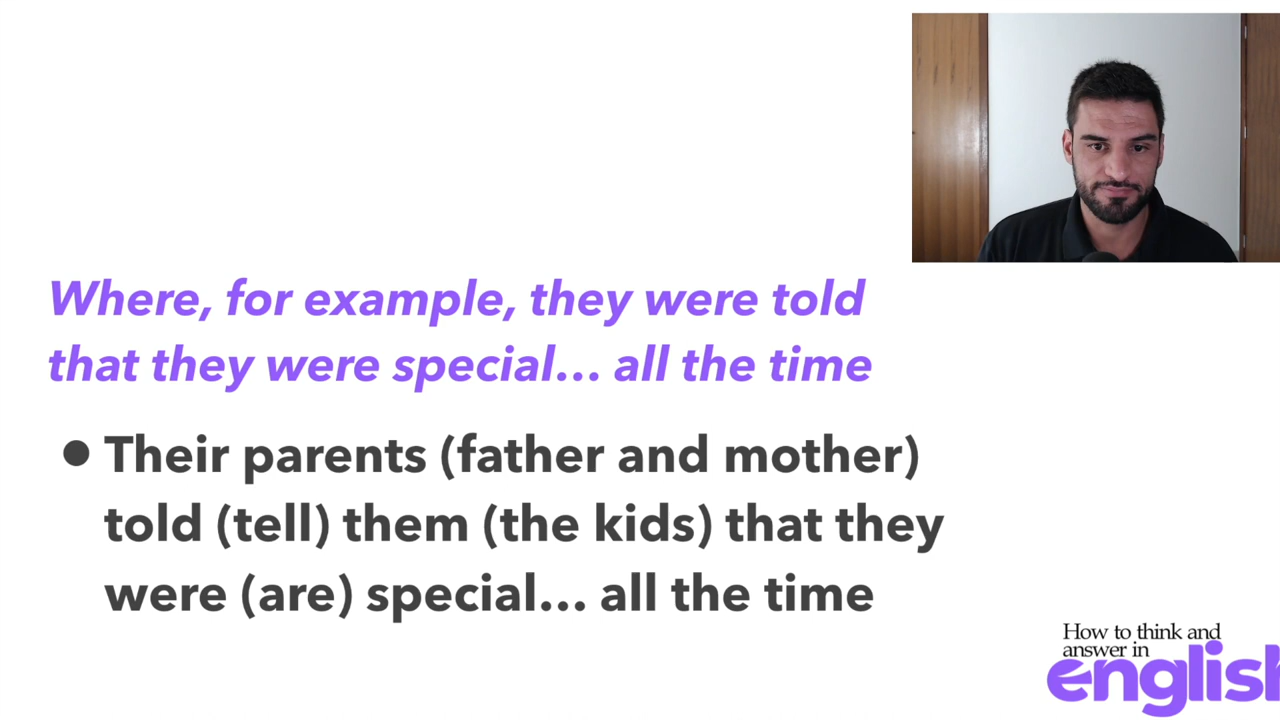 Where, for example, they were told
that they were special... all the time
● Their parents (father and mother)
told (tell) them (the kids) that they
were (are) special... all the time
How to think and
answer in
english